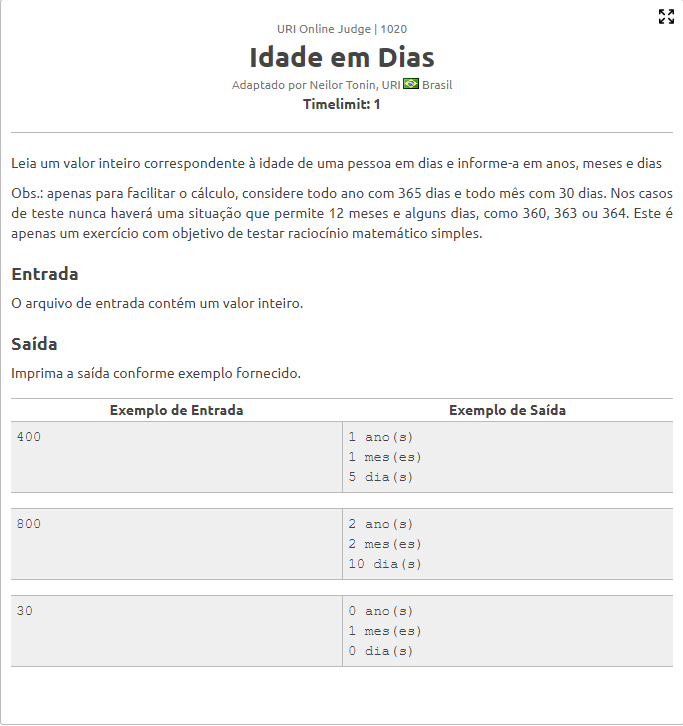 URI Online Judge | 1020
Idade em Dias
Adaptado por Neilor Tonin, URI Brasil
Timelimit: 1
Leia um valor inteiro correspondente à idade de uma pessoa em dias e informe-a em anos, meses e dias
Obs.: apenas para facilitar o cálculo, considere todo ano com 365 dias e todo mês com 30 dias. Nos casos
de teste nunca haverá uma situação que permite 12 meses e alguns dias, como 360, 363 ou 364. Este é
apenas um exercício com objetivo de testar raciocínio matemático simples.
Entrada
O arquivo de entrada contém um valor inteiro.
Saída
Imprima a saída conforme exemplo fornecido.
Exemplo de Entrada Exemplo de Saída
400 1 ano(s)
1 mes(es)
5 dia(s)
800 2 ano(s)
2 mes(es)
10 dia(s)
30 0 ano(s)
1 mes(es)
0 dia(s)